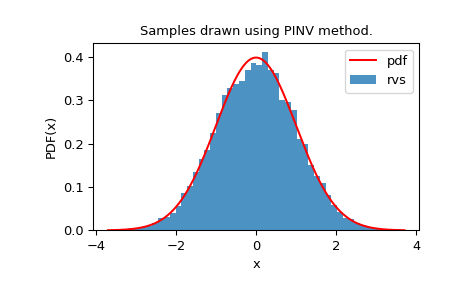 Samples drawn using PINV method.
pdf
rvs
PDF(x)
0.4
0.3
0.2
0.1
0.0
−4
−2
0
2
4
x